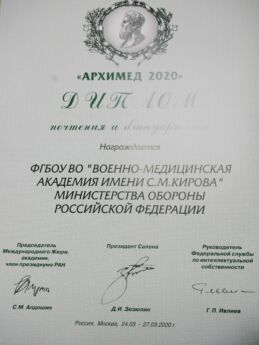 «АРХИМЕД 2020»
ДИПЛОМ
почтения и благодарности
Награждается
ФГБОУ ВО "ВОЕННО-МЕДИЦИНСКАЯ
АКАДЕМИЯ ИМЕНИ С.М.КИРОВА"
МИНИСТЕРСТВА ОБОРОНЫ
РОССИЙСКОЙ ФЕДЕРАЦИИ
Председатель
Международного Жюри,
академик,
член президиума РАН
С.М. Алдошин
Президент Салона
Д.И. Зезюлин
Руководитель
Федеральной службы
по интеллектуальной
собственности
Г.П. Ивлиев
Россия, Москва, 24.03 - 27.03.2020 г.